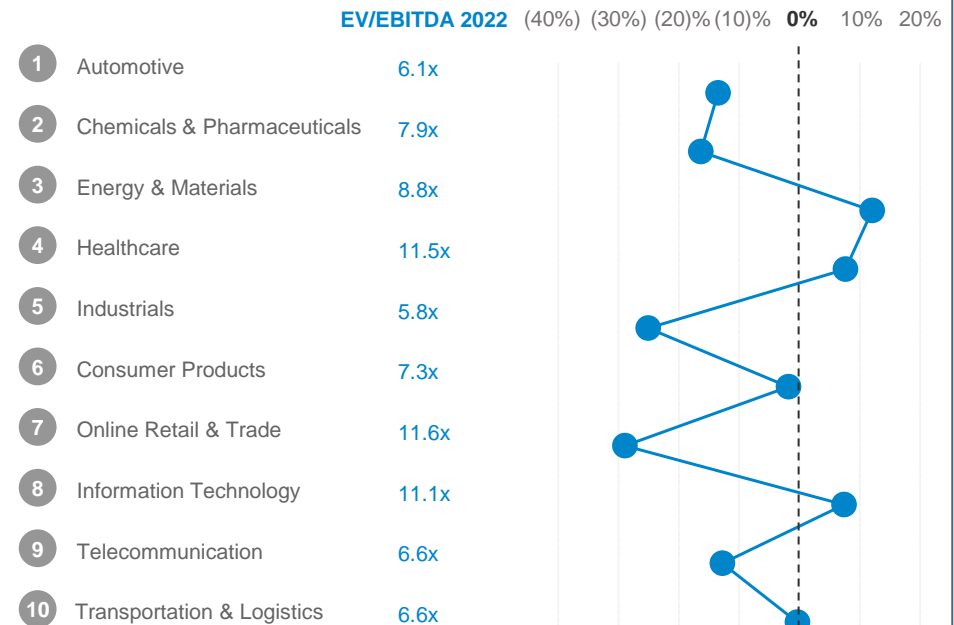 EV/EBITDA 2022 (40%) (30%) (20%) (10)% 0% 10% 20%
1 Automotive 6.1x
2 Chemicals & Pharmaceuticals 7.9x
3 Energy & Materials 8.8x
4 Healthcare 11.5x
5 Industrials 5.8x
6 Consumer Products 7.3x
7 Online Retail & Trade 11.6x
8 Information Technology 11.1x
9 Telecommunication 6.6x
10 Transportation & Logistics 6.6x